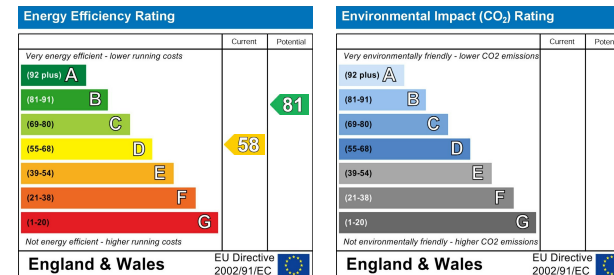 Energy Efficiency Rating
Current Potential
Very energy efficient - lower running costs
(92 plus) A
(81-91) B
(69-80) C
(55-68) D
(39-54) E
(21-38) F
(1-20) G
58
81
Not energy efficient - higher running costs
England & Wales
EU Directive
2002/91/EC
Environmental Impact (CO₂) Rating
Current Poten
Very environmentally friendly - lower CO2 emissions
(92 plus) A
(81-91) B
(69-80) C
(55-68) D
(39-54) E
(21-38) F
(1-20) G
Not environmentally friendly - higher CO2 emissions
England & Wales
EU Directive
2002/91/EC